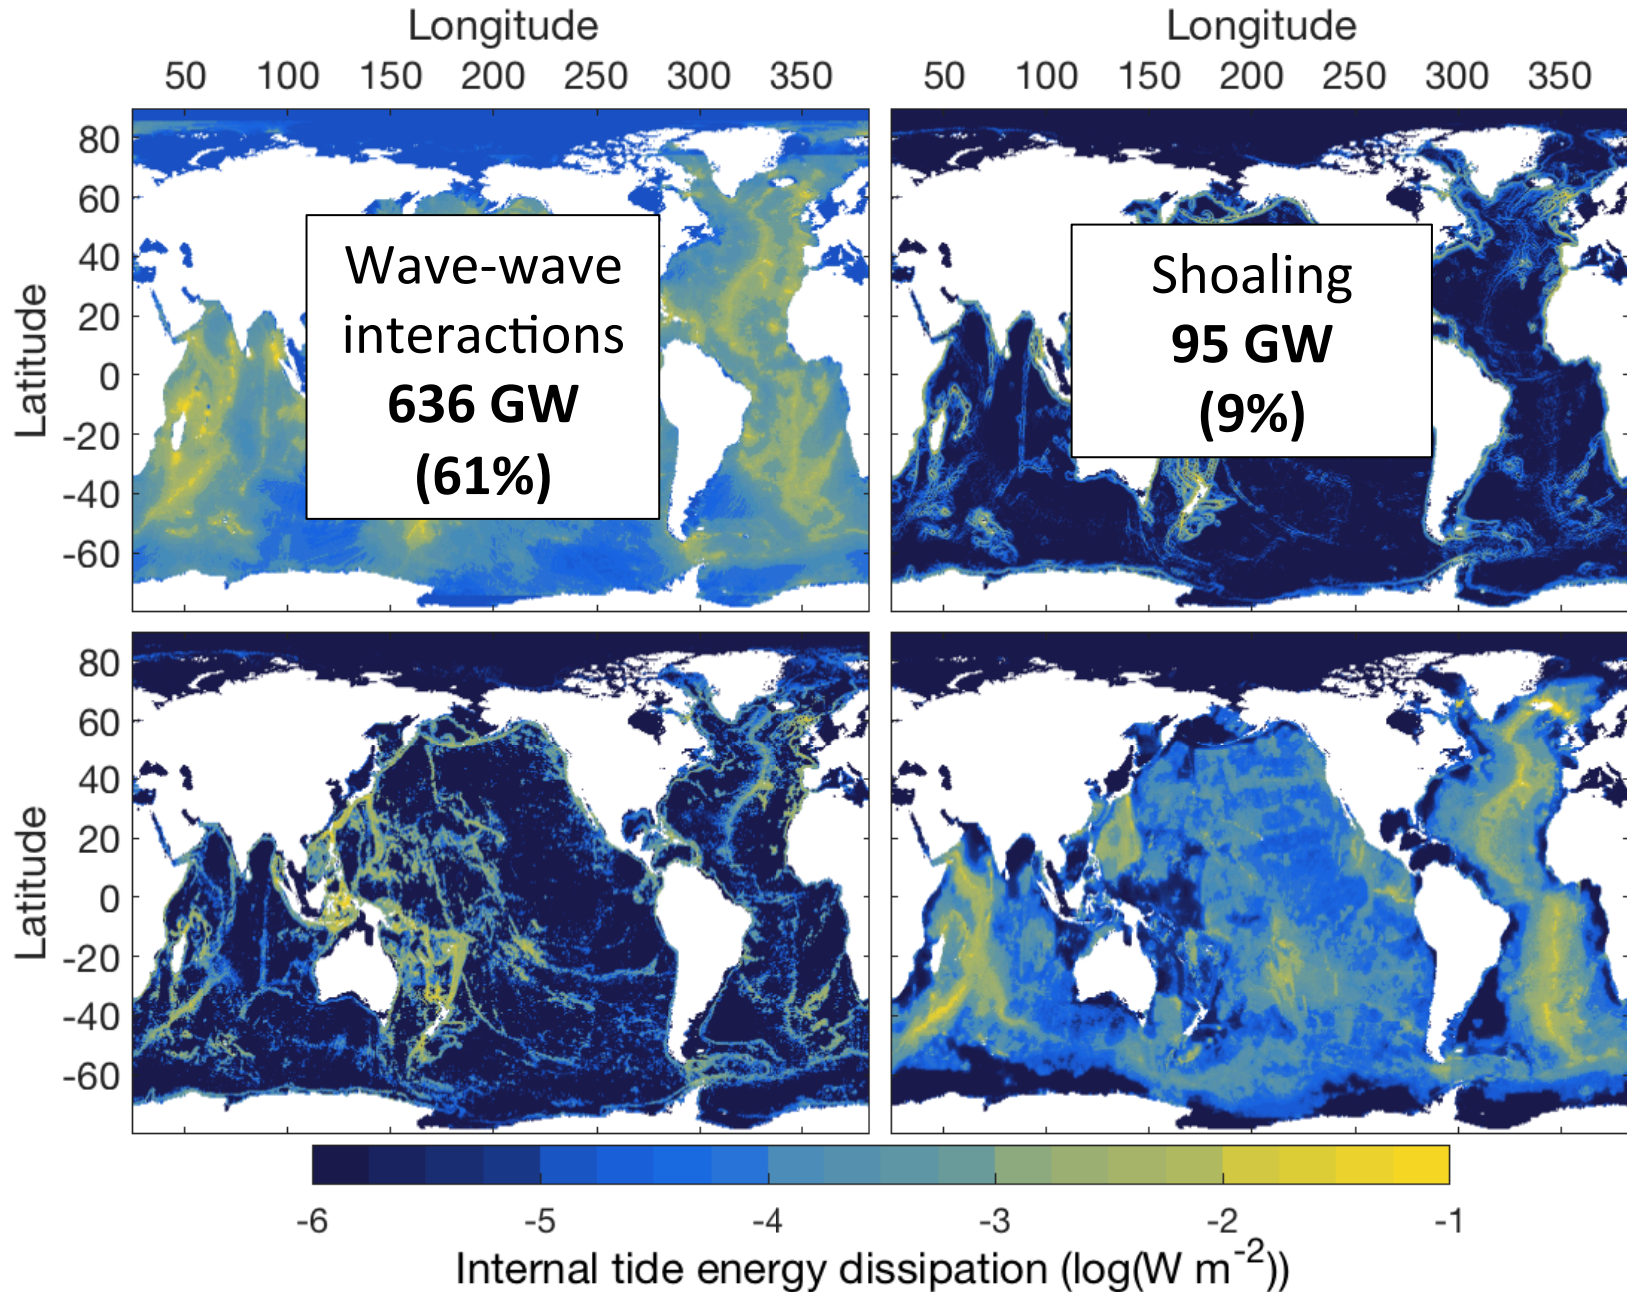 Longitude
Longitude
50 100 150 200 250 300 350
50 100 150 200 250 300 350
Latitude
80
60
40
20
0
-20
-40
-60
Wave-wave
interactions
636 GW
(61%)
Shoaling
95 GW
(9%)
Latitude
80
60
40
20
0
-20
-40
-60
-6 -5 -4 -3 -2 -1
Internal tide energy dissipation (log(W m⁻²))